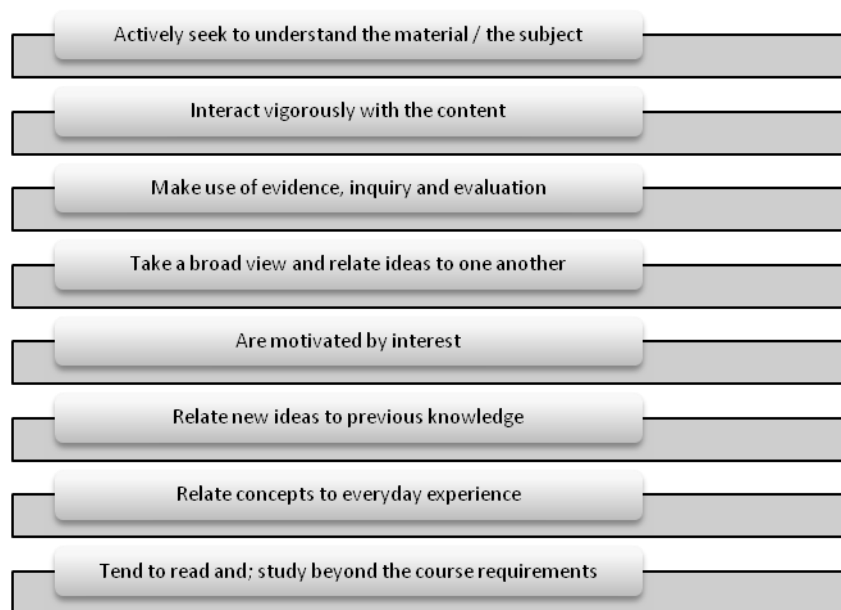 Actively seek to understand the material / the subject
Interact vigorously with the content
Make use of evidence, inquiry and evaluation
Take a broad view and relate ideas to one another
Are motivated by interest
Relate new ideas to previous knowledge
Relate concepts to everyday experience
Tend to read and; study beyond the course requirements